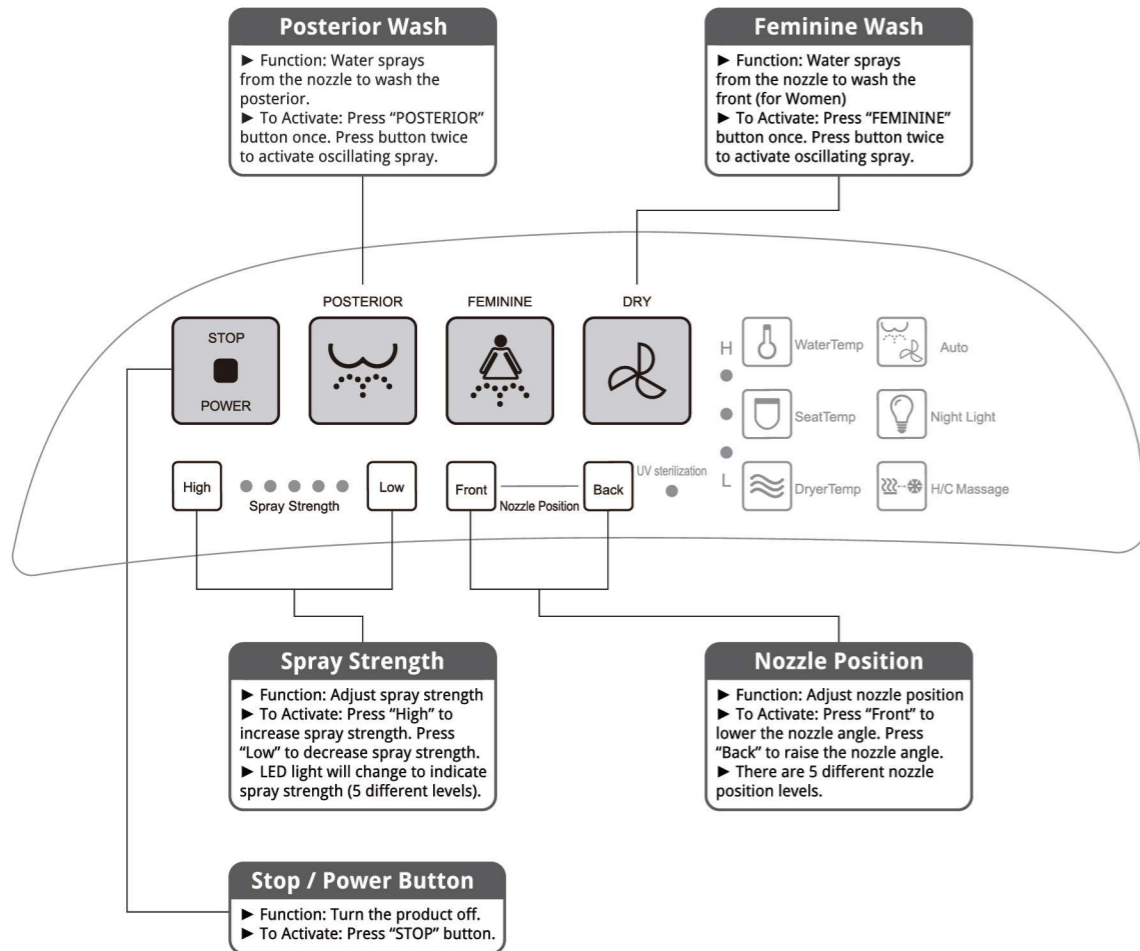 Posterior Wash
► Function: Water sprays
from the nozzle to wash the
posterior.
► To Activate: Press “POSTERIOR”
button once. Press button twice
to activate oscillating spray.
Feminine Wash
► Function: Water sprays
from the nozzle to wash the
front (for Women)
► To Activate: Press “FEMININE”
button once. Press button twice
to activate oscillating spray.
POSTERIOR
FEMININE
DRY
STOP
POWER
H
L
WaterTemp
Auto
SeatTemp
Night Light
DryerTemp
H/C Massage
High
Spray Strength
Low
Front
Nozzle Position
Back
UV sterilization
Spray Strength
► Function: Adjust spray strength
► To Activate: Press “High” to
increase spray strength. Press
“Low” to decrease spray strength.
► LED light will change to indicate
spray strength (5 different levels).
Nozzle Position
► Function: Adjust nozzle position
► To Activate: Press “Front” to
lower the nozzle angle. Press
“Back” to raise the nozzle angle.
► There are 5 different nozzle
position levels.
Stop / Power Button
► Function: Turn the product off.
► To Activate: Press “STOP” button.